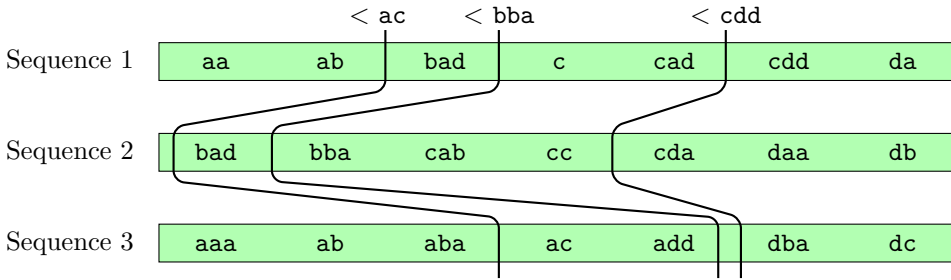 < ac < bba < cdd
Sequence 1 aa ab bad c cad cdd da
Sequence 2 bad bba cab cc cda daa db
Sequence 3 aaa ab aba ac add dba dc